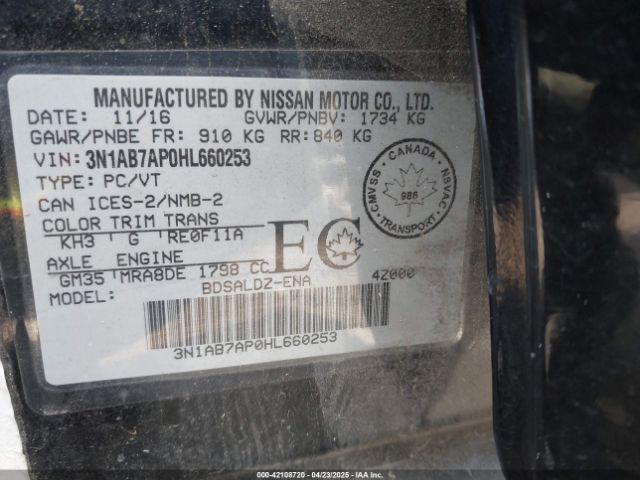 MANUFACTURED BY NISSAN MOTOR CO., LTD.
DATE: 11/16 GVWR/PNBV: 1734 KG
GAWR/PNBE FR: 910 KG RR: 840 KG
VIN: 3N1AB7AP0HL660253
TYPE: PC/VT
CAN ICES-2/NMB-2
COLOR TRIM TRANS
KH3 G RE0F11A
AXLE ENGINE
GM35 MRA8DE 1798 CC
MODEL: BDSALDZ-ENA 4Z000
3N1AB7AP0HL660253
EC
CANADA
CMVSS NSVAC
986
TRANSPORT
000-42108720 - 04/23/2025 - IAA Inc.